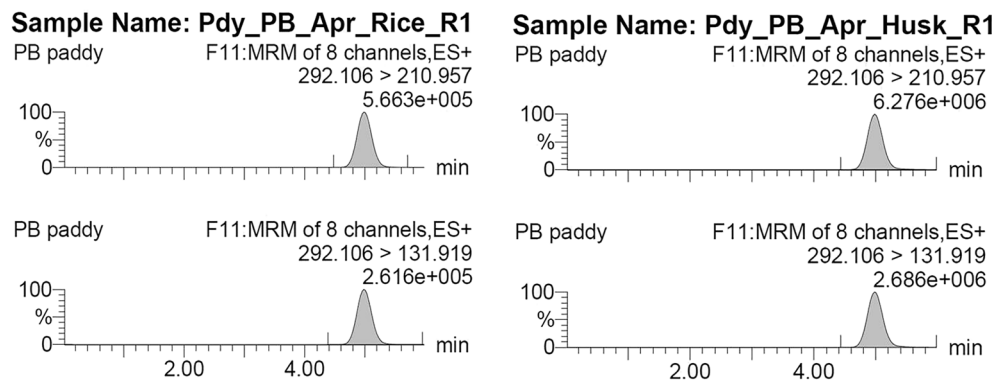 Sample Name: Pdy_PB_Apr_Rice_R1
PB paddy
F11:MRM of 8 channels,ES+
292.106 > 210.957
5.663e+005
100
%
0
min
PB paddy
F11:MRM of 8 channels,ES+
292.106 > 131.919
2.616e+005
100
%
0
min
2.00 4.00
Sample Name: Pdy_PB_Apr_Husk_R1
PB paddy
F11:MRM of 8 channels,ES+
292.106 > 210.957
6.276e+006
100
%
0
min
PB paddy
F11:MRM of 8 channels,ES+
292.106 > 131.919
2.686e+006
100
%
0
min
2.00 4.00